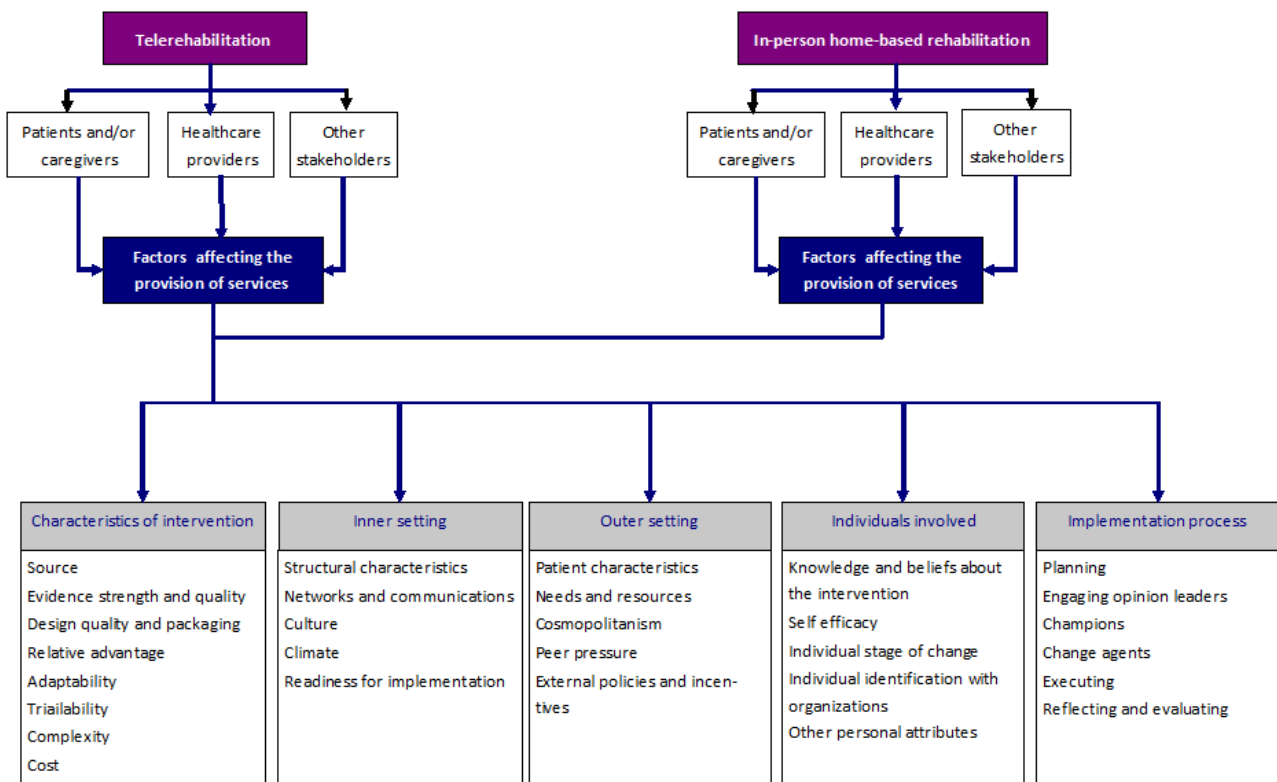 Telerehabilitation
In-person home-based rehabilitation
Patients and/or
caregivers
Healthcare
providers
Other
stakeholders
Patients and/or
caregivers
Healthcare
providers
Other
stakeholders
Factors affecting the
provision of services
Factors affecting the
provision of services
Characteristics of intervention
Source
Evidence strength and quality
Design quality and packaging
Relative advantage
Adaptability
Triailability
Complexity
Cost
Inner setting
Structural characteristics
Networks and communications
Culture
Climate
Readiness for implementation
Outer setting
Patient characteristics
Needs and resources
Cosmopolitanism
Peer pressure
External policies and incen-
tives
Individuals involved
Knowledge and beliefs about
the intervention
Self efficacy
Individual stage of change
Individual identification with
organizations
Other personal attributes
Implementation process
Planning
Engaging opinion leaders
Champions
Change agents
Executing
Reflecting and evaluating